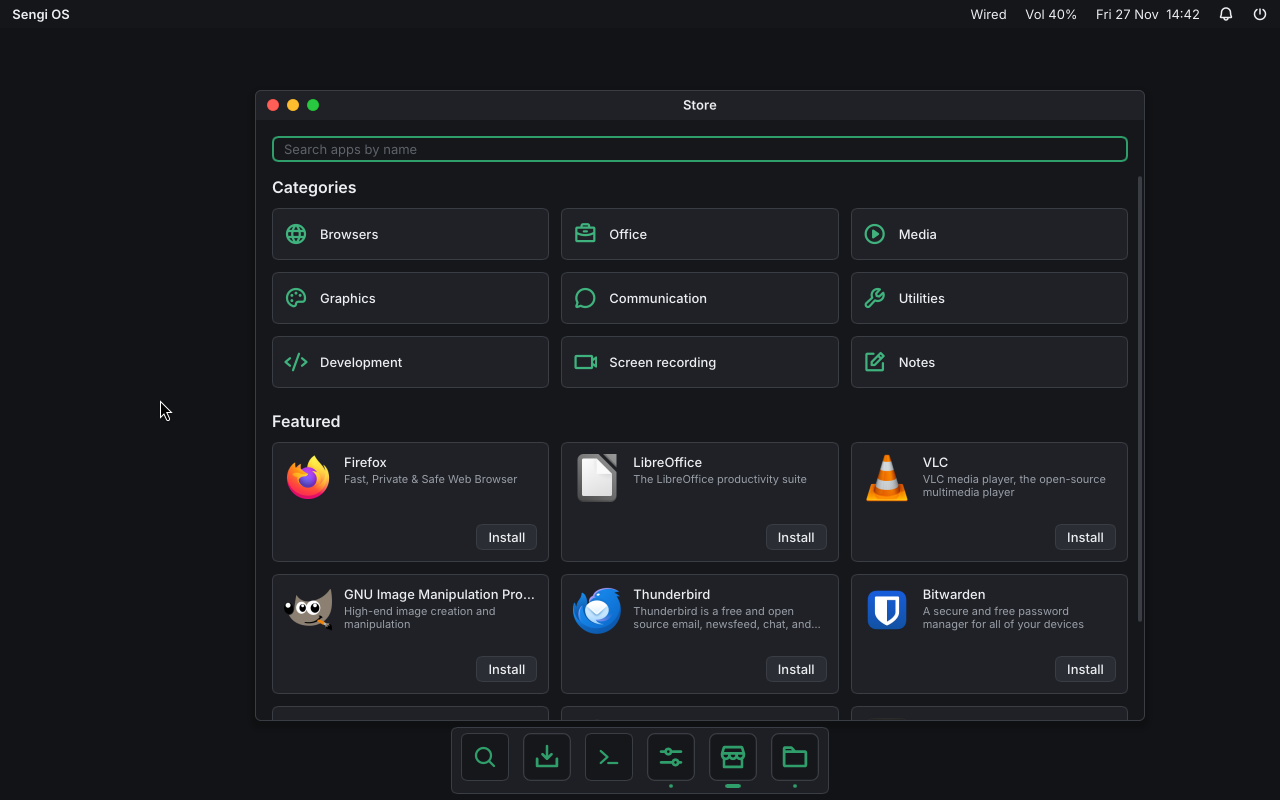 Sengi OS
Wired Vol 40% Fri 27 Nov 14:42
Store
Search apps by name
Categories
Browsers
Office
Media
Graphics
Communication
Utilities
Development
Screen recording
Notes
Featured
Firefox
Fast, Private & Safe Web Browser
Install
LibreOffice
The LibreOffice productivity suite
Install
VLC
VLC media player, the open-source
multimedia player
Install
GNU Image Manipulation Pro...
High-end image creation and
manipulation
Install
Thunderbird
Thunderbird is a free and open
source email, newsfeed, chat, and...
Install
Bitwarden
A secure and free password
manager for all of your devices
Install